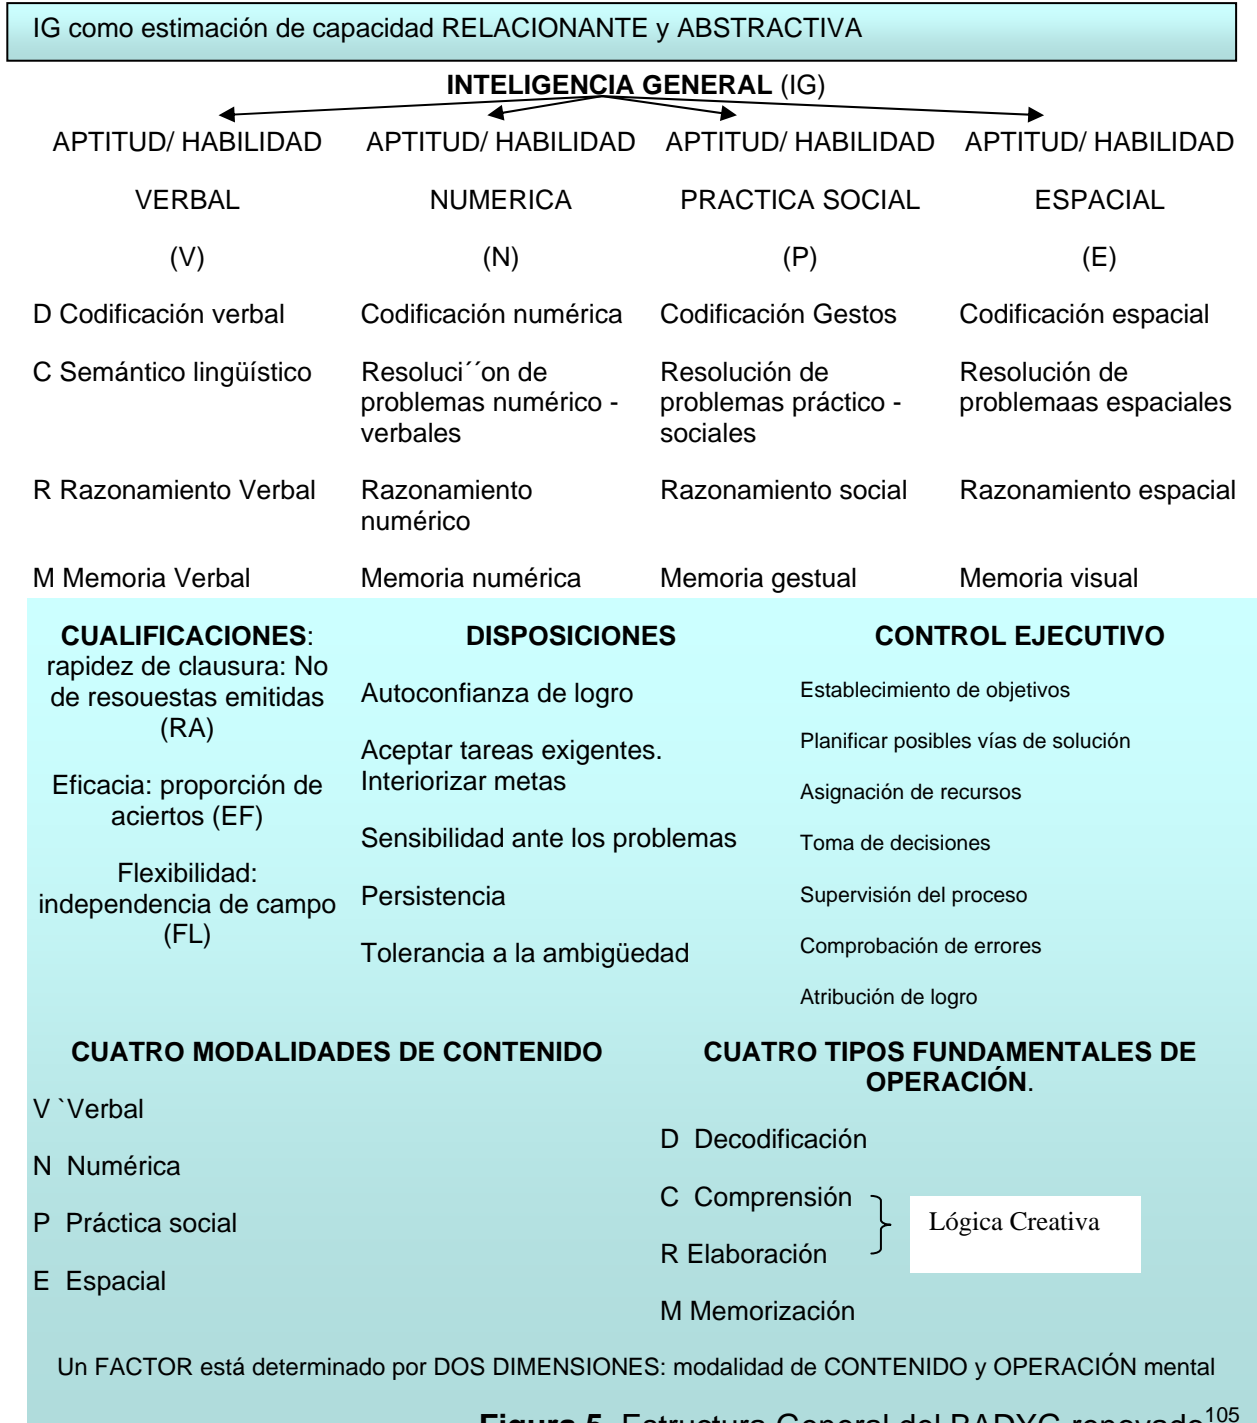 IG como estimación de capacidad RELACIONANTE y ABSTRACTIVA
INTELIGENCIA GENERAL (IG)
APTITUD/ HABILIDAD APTITUD/ HABILIDAD APTITUD/ HABILIDAD APTITUD/ HABILIDAD
VERBAL NUMERICA PRACTICA SOCIAL ESPACIAL
(V) (N) (P) (E)
D Codificación verbal Codificación numérica Codificación Gestos Codificación espacial
C Semántico lingüístico Resoluci´´on de Resolución de Resolución de
problemas numérico - problemas práctico - problemaas espaciales
verbales sociales
R Razonamiento Verbal Razonamiento Razonamiento social Razonamiento espacial
numérico
M Memoria Verbal Memoria numérica Memoria gestual Memoria visual
CUALIFICACIONES:
rapidez de clausura: No
de resouestas emitidas
(RA)
Eficacia: proporción de
aciertos (EF)
Flexibilidad:
independencia de campo
(FL)
DISPOSICIONES
Autoconfianza de logro
Aceptar tareas exigentes.
Interiorizar metas
Sensibilidad ante los problemas
Persistencia
Tolerancia a la ambigüedad
CONTROL EJECUTIVO
Establecimiento de objetivos
Planificar posibles vías de solución
Asignación de recursos
Toma de decisiones
Supervisión del proceso
Comprobación de errores
Atribución de logro
CUATRO MODALIDADES DE CONTENIDO
V `Verbal
N Numérica
P Práctica social
E Espacial
CUATRO TIPOS FUNDAMENTALES DE
OPERACIÓN.
D Decodificación
C Comprensión
R Elaboración
M Memorización
Lógica Creativa
Un FACTOR está determinado por DOS DIMENSIONES: modalidad de CONTENIDO y OPERACIÓN mental
Figura 5. Estructura General del BADYG renovado105